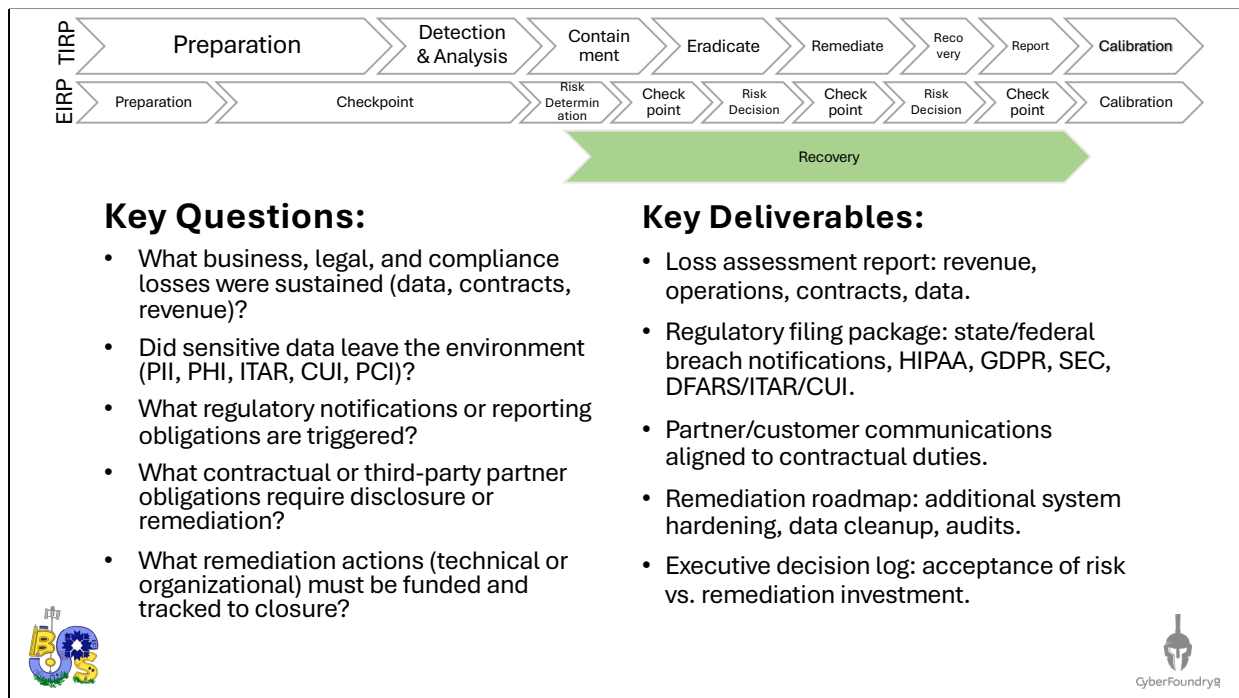 TIRP
Preparation
Detection
& Analysis
Contain
ment
Eradicate
Remediate
Reco
very
Report
Calibration
EIRP
Preparation
Checkpoint
Risk
Determin
ation
Check
point
Risk
Decision
Check
point
Risk
Decision
Check
point
Calibration
Recovery
Key Questions:
• What business, legal, and compliance
losses were sustained (data, contracts,
revenue)?
• Did sensitive data leave the environment
(PII, PHI, ITAR, CUI, PCI)?
• What regulatory notifications or reporting
obligations are triggered?
• What contractual or third-party partner
obligations require disclosure or
remediation?
• What remediation actions (technical or
organizational) must be funded and
tracked to closure?
Key Deliverables:
• Loss assessment report: revenue,
operations, contracts, data.
• Regulatory filing package: state/federal
breach notifications, HIPAA, GDPR, SEC,
DFARS/ITAR/CUI.
• Partner/customer communications
aligned to contractual duties.
• Remediation roadmap: additional system
hardening, data cleanup, audits.
• Executive decision log: acceptance of risk
vs. remediation investment.
CyberFoundry